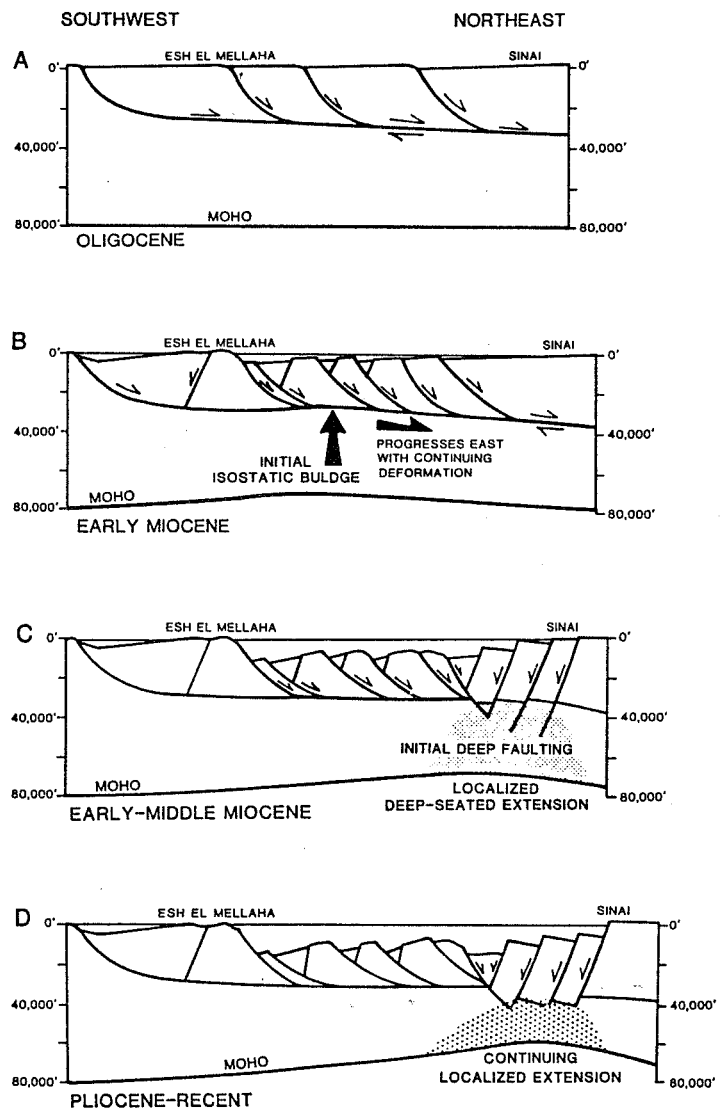 SOUTHWEST NORTHEAST
A ESH EL MELLAHA SINAI
0' 0'
40,000' 40,000'
MOHO
80,000' 80,000'
OLIGOCENE
B ESH EL MELLAHA SINAI
0' 0'
40,000' 40,000'
INITIAL
ISOSTATIC BULDGE
PROGRESSES EAST
WITH CONTINUING
DEFORMATION
MOHO
80,000' 80,000'
EARLY MIOCENE
C ESH EL MELLAHA SINAI
0' 0'
40,000' 40,000'
INITIAL DEEP FAULTING
MOHO
LOCALIZED
DEEP-SEATED EXTENSION
80,000' 80,000'
EARLY-MIDDLE MIOCENE
D ESH EL MELLAHA SINAI
0' 0'
40,000' 40,000'
MOHO
CONTINUING
LOCALIZED EXTENSION
80,000' 80,000'
PLIOCENE-RECENT